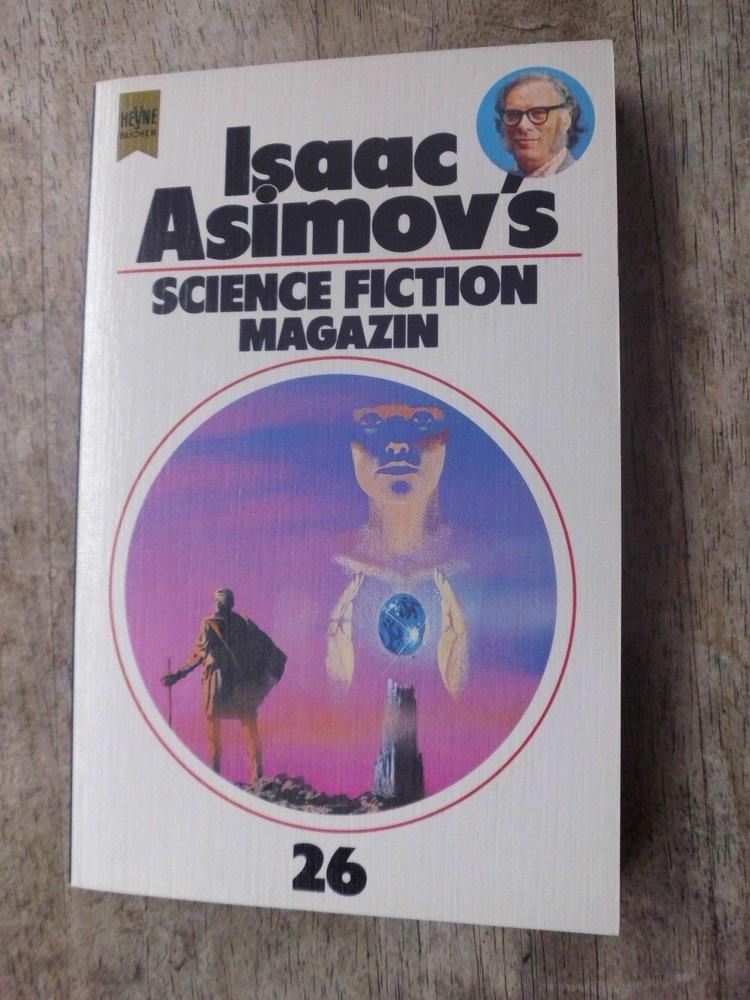 HEYNE
BÜCHER
Isaac
Asimov's
SCIENCE FICTION
MAGAZIN
26